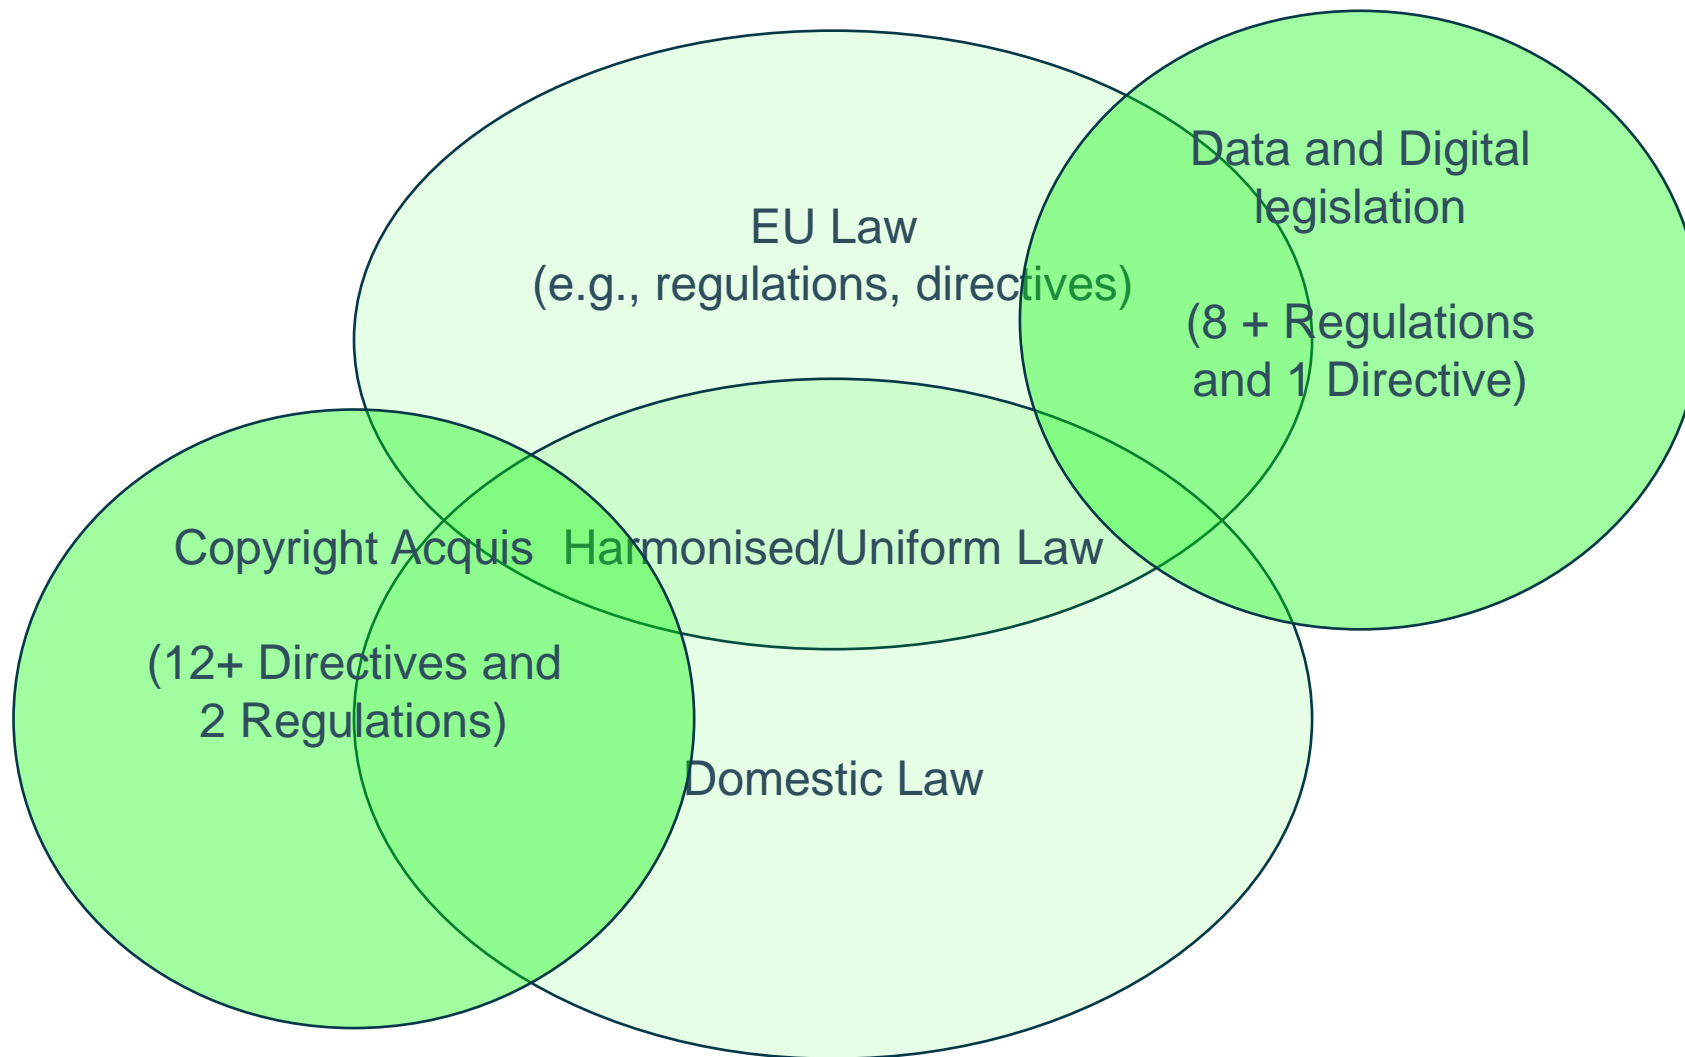 Data and Digital
legislation
(8 + Regulations
and 1 Directive)
EU Law
(e.g., regulations, directives)
Copyright Acquis
(12+ Directives and
2 Regulations)
Harmonised/Uniform Law
Domestic Law